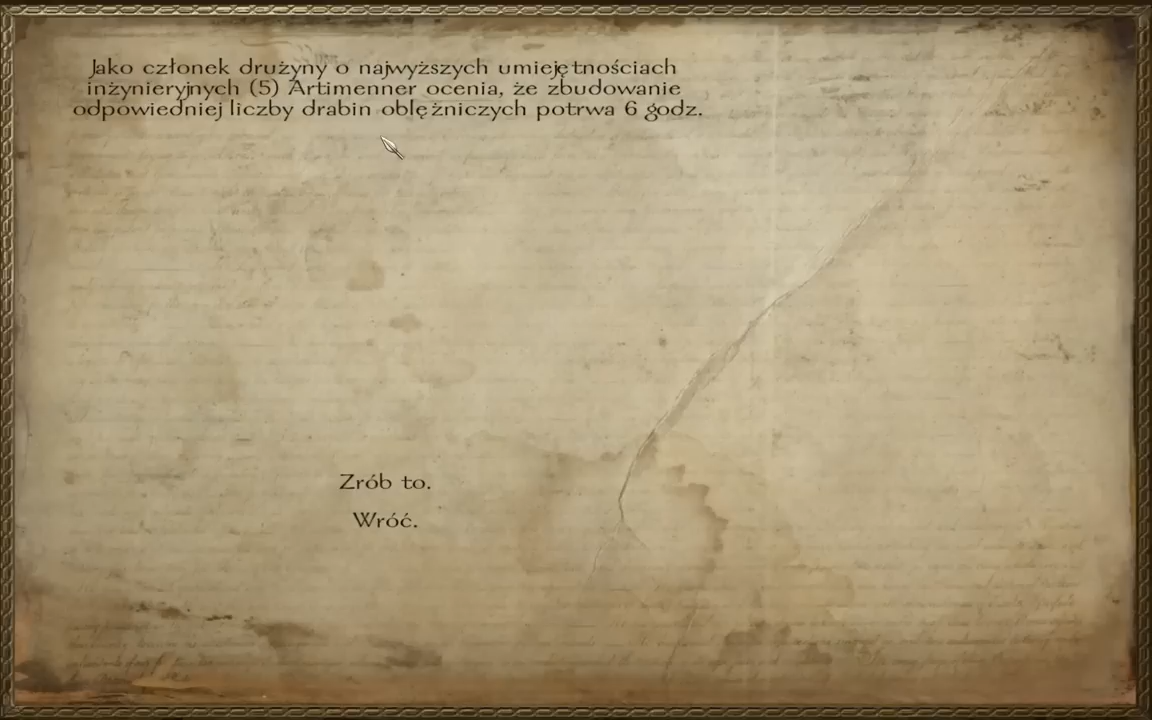 Jako członek drużyny o najwyższych umiejętnościach
inżynieryjnych (5) Artimenner ocenia, że zbudowanie
odpowiedniej liczby drabin oblężniczych potrwa 6 godz.
Zrób to.
Wróć.